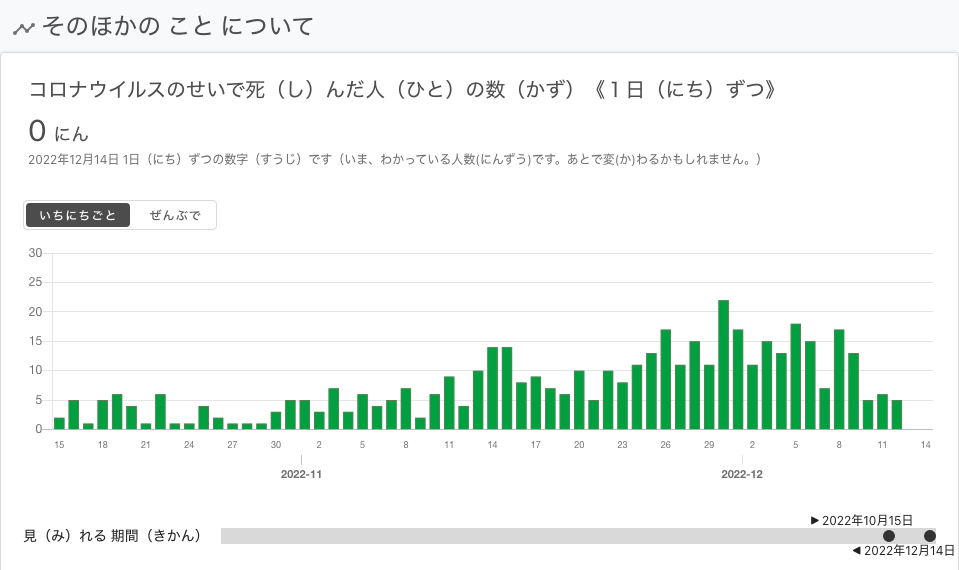 そのほかの こと について
コロナウイルスのせいで死（し）んだ人（ひと）の数（かず）《１日（にち）ずつ》
0 にん
2022年12月14日 1日（にち）ずつの数字（すうじ）です（いま、わかっている人数(にんずう)です。あとで変(か)わるかもしれません。）
いちにちごと ぜんぶで
30
25
20
15
10
5
0
15 18 21 24 27 30 2 5 8 11 14 17 20 23 26 29 2 5 8 11 14
2022-11 2022-12
▶2022年10月15日
見（み）れる 期間（きかん）
◀2022年12月14日